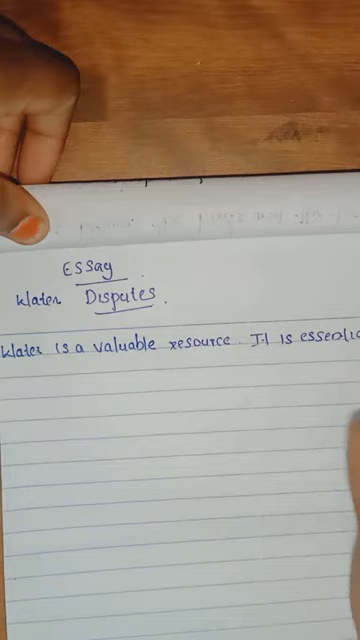 Essay
Water Disputes.
Water is a valuable resource. It is essential